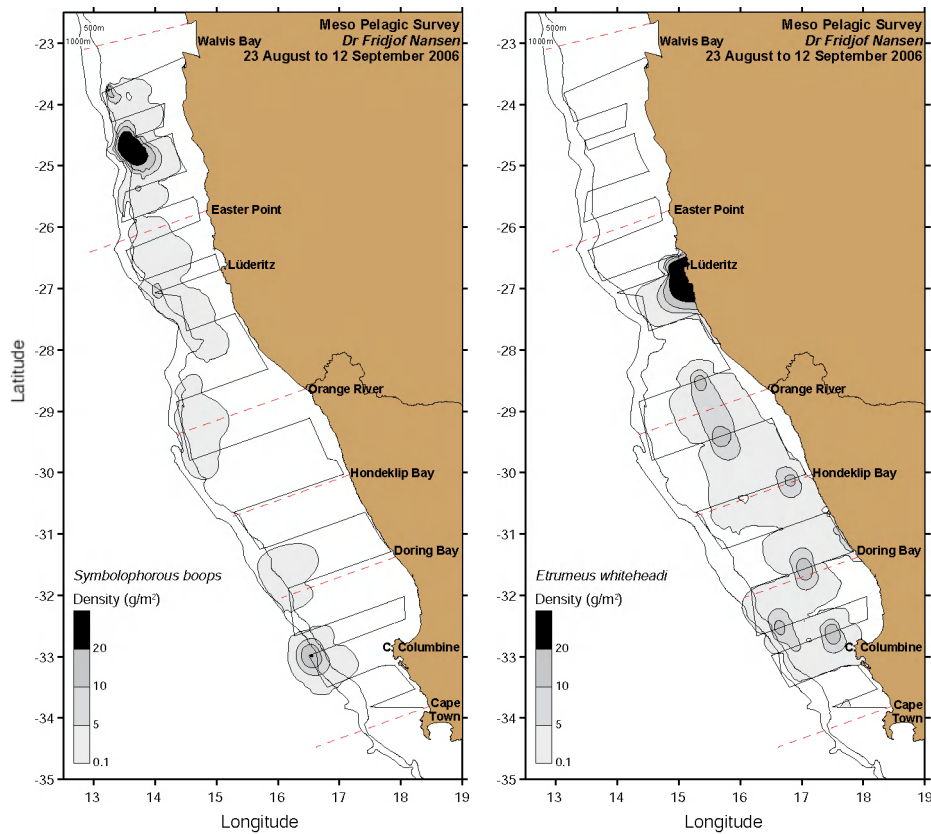 Meso Pelagic Survey
Dr Fridjof Nansen
23 August to 12 September 2006
500m
1000m
Walvis Bay
Easter Point
Lüderitz
Orange River
Hondeklip Bay
Doring Bay
C. Columbine
Cape
Town
Symbolophorous boops
Density (g/m²)
20
10
5
0.1
-23
-24
-25
-26
-27
-28
-29
-30
-31
-32
-33
-34
-35
Latitude
13 14 15 16 17 18 19
Longitude
Meso Pelagic Survey
Dr Fridjof Nansen
23 August to 12 September 2006
500m
1000m
Walvis Bay
Easter Point
Lüderitz
Orange River
Hondeklip Bay
Doring Bay
C. Columbine
Cape
Town
Etrumeus whiteheadi
Density (g/m²)
20
10
5
0.1
-23
-24
-25
-26
-27
-28
-29
-30
-31
-32
-33
-34
-35
13 14 15 16 17 18 19
Longitude